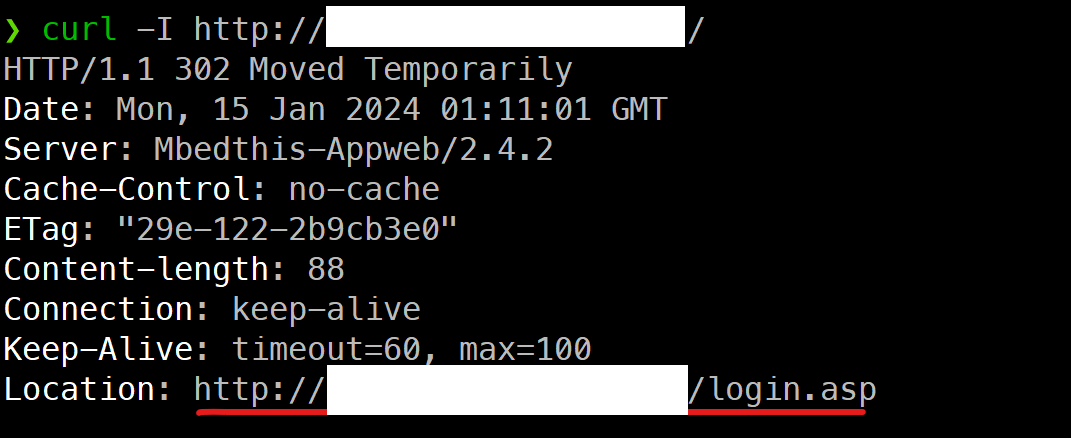 ❯ curl -I http:// /
HTTP/1.1 302 Moved Temporarily
Date: Mon, 15 Jan 2024 01:11:01 GMT
Server: Mbedthis-Appweb/2.4.2
Cache-Control: no-cache
ETag: "29e-122-2b9cb3e0"
Content-length: 88
Connection: keep-alive
Keep-Alive: timeout=60, max=100
Location: http:// /login.asp